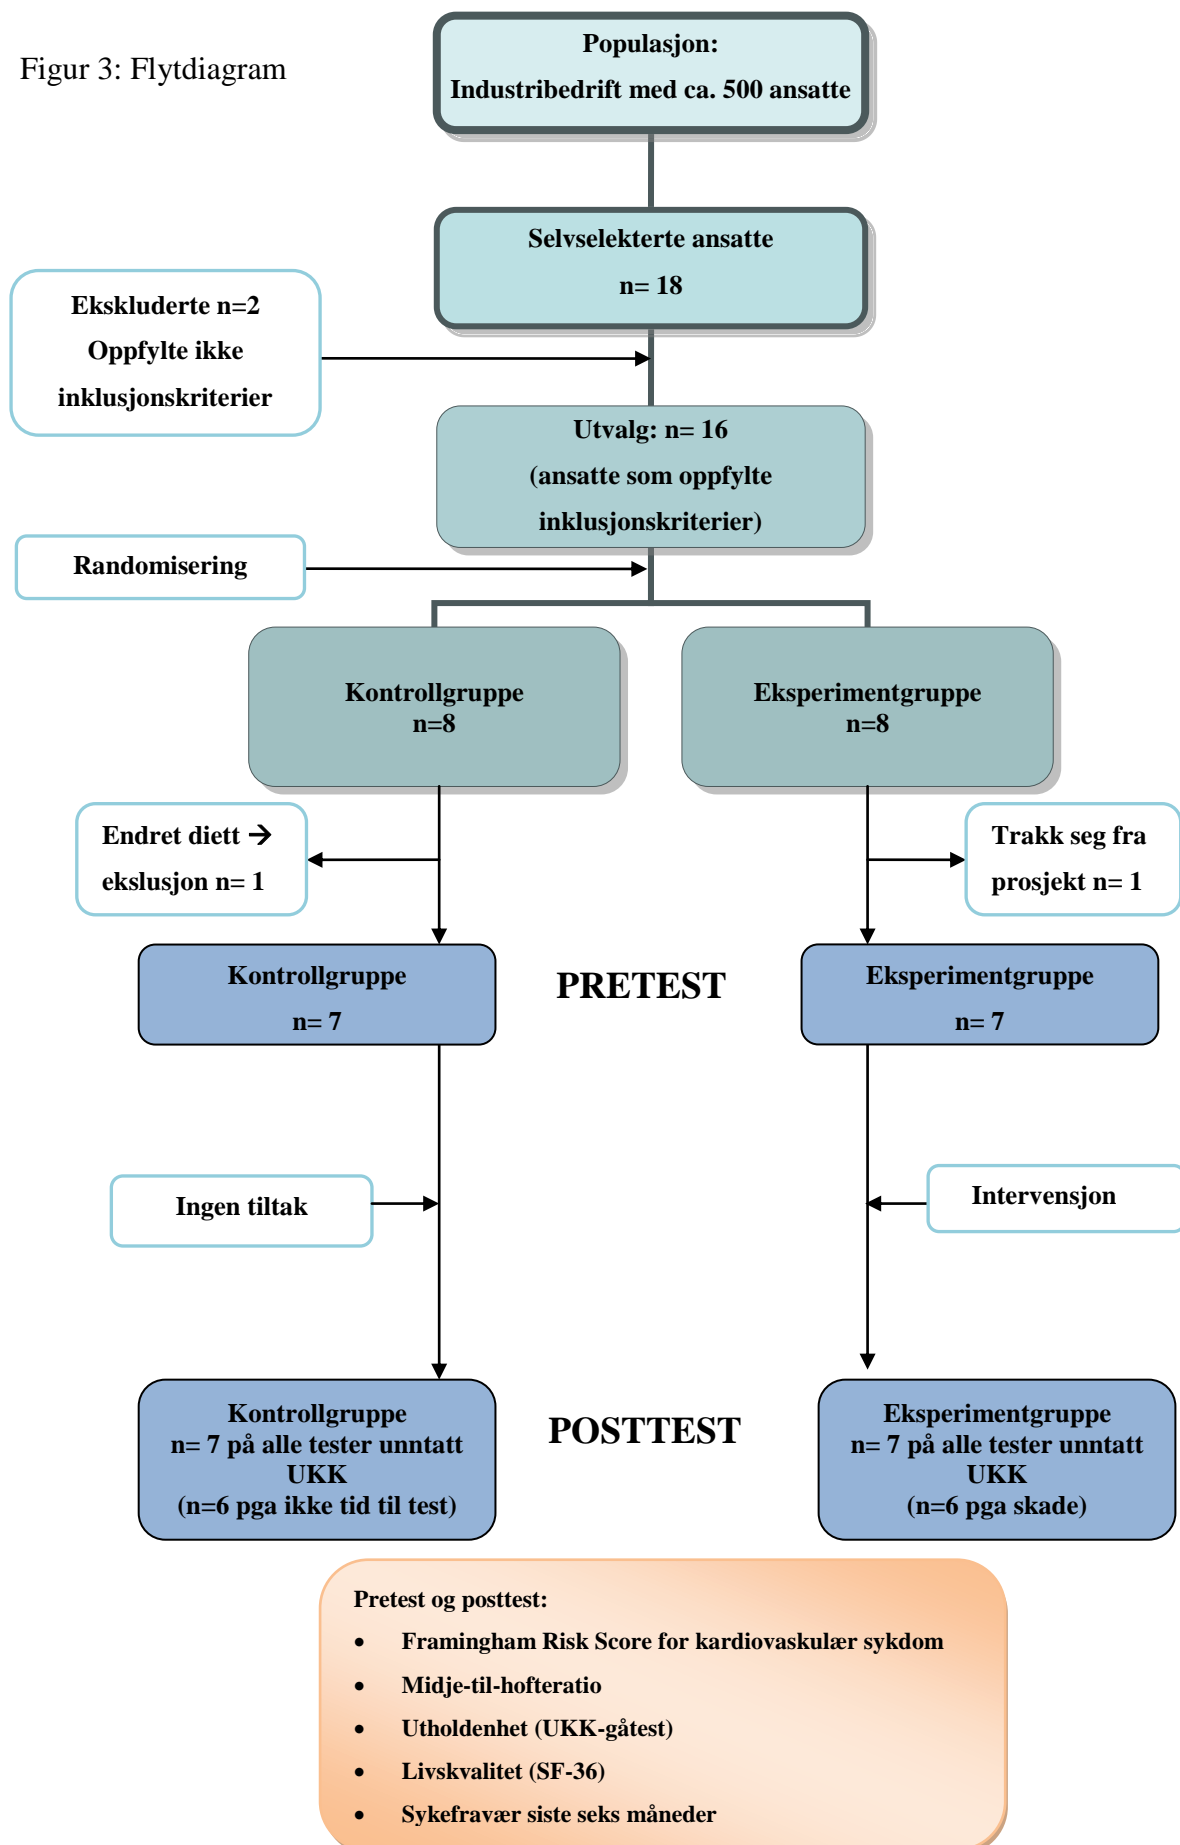 Figur 3: Flytdiagram
Populasjon:
Industribedrift med ca. 500 ansatte
Selvselekterte ansatte
n= 18
Ekskluderte n=2
Oppfylte ikke
inklusjonskriterier
Utvalg: n= 16
(ansatte som oppfylte
inklusjonskriterier)
Randomisering
Kontrollgruppe
n=8
Eksperimentgruppe
n=8
Endret diett →
ekslusjon n= 1
Trakk seg fra
prosjekt n= 1
Kontrollgruppe
n= 7
PRETEST
Eksperimentgruppe
n= 7
Ingen tiltak
Intervensjon
Kontrollgruppe
n= 7 på alle tester unntatt
UKK
(n=6 pga ikke tid til test)
POSTTEST
Eksperimentgruppe
n= 7 på alle tester unntatt
UKK
(n=6 pga skade)
Pretest og posttest:
• Framingham Risk Score for kardiovaskulær sykdom
• Midje-til-hofteratio
• Utholdenhet (UKK-gåtest)
• Livskvalitet (SF-36)
• Sykefravær siste seks måneder